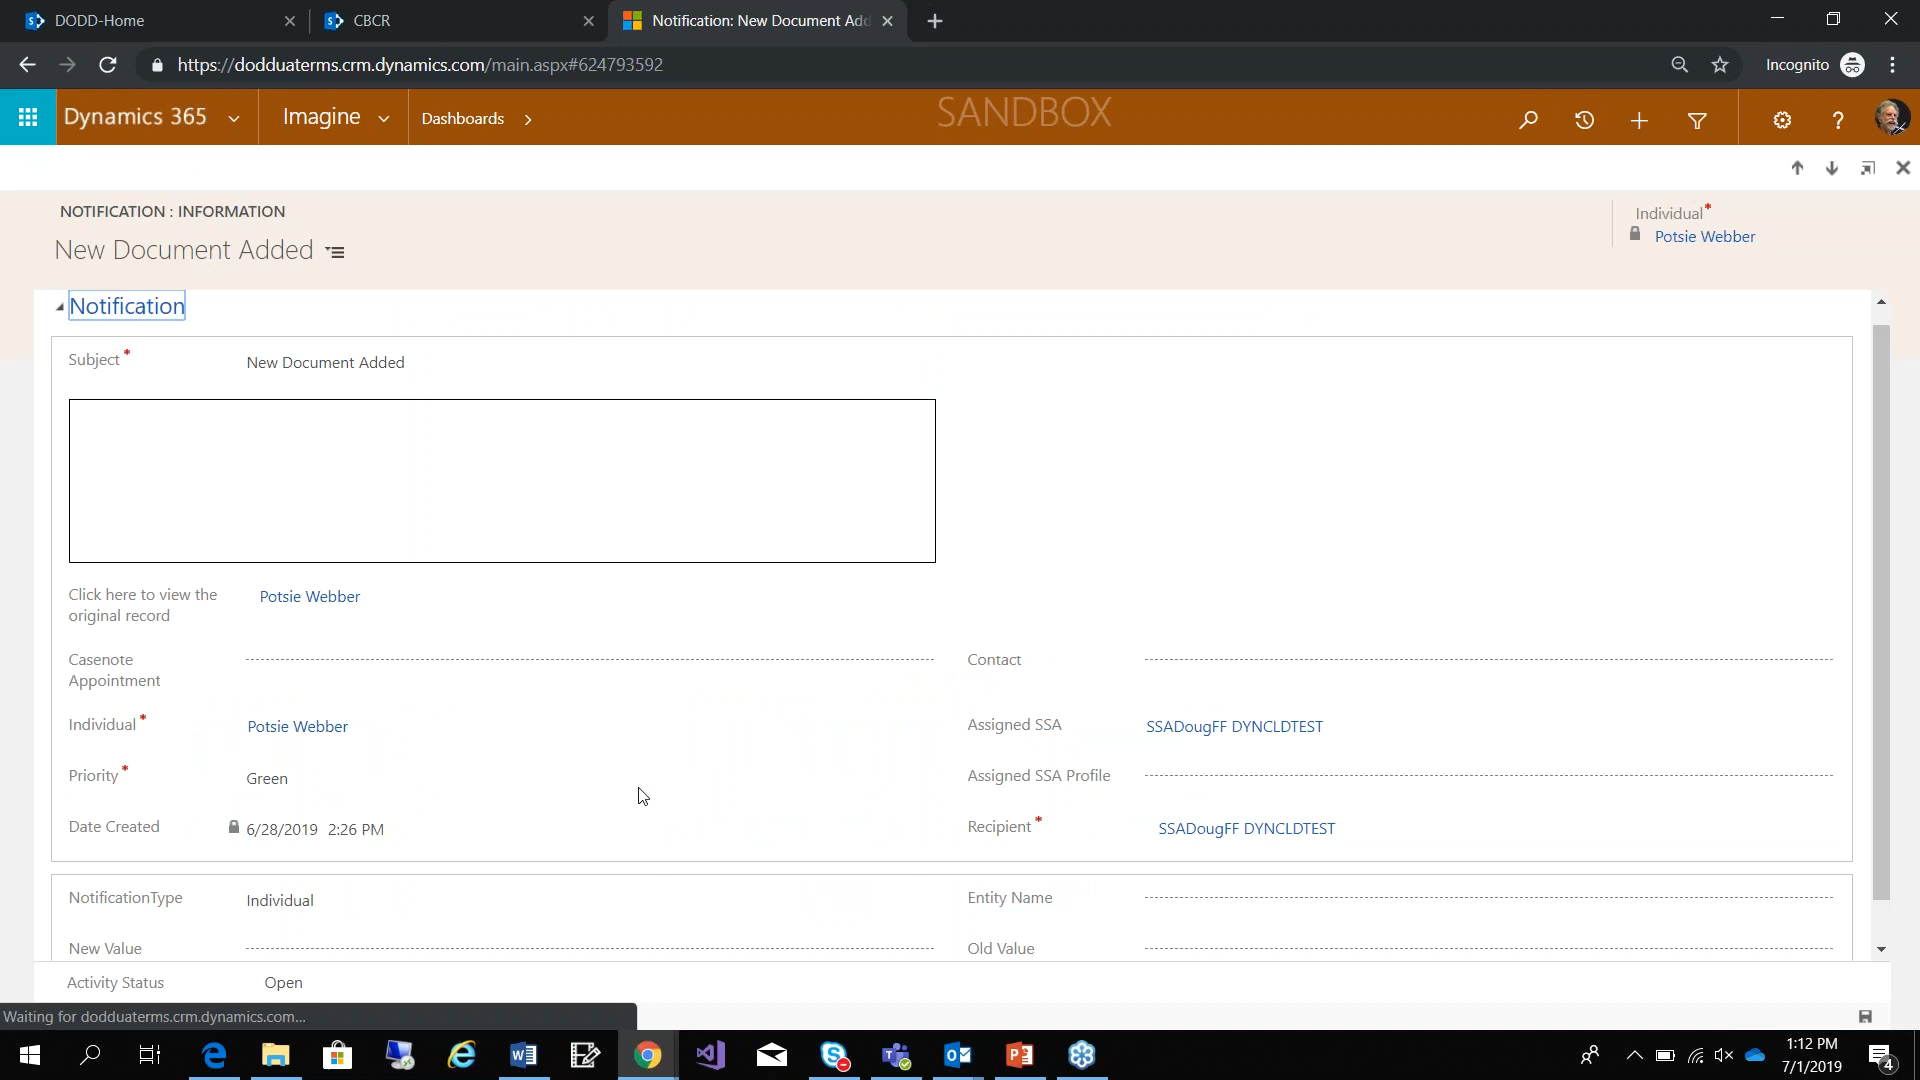 DODD-Home
CBCR
Notification: New Document Add
https://dodduaterms.crm.dynamics.com/main.aspx#624793592
Incognito
Dynamics 365
Imagine
Dashboards
SANDBOX
NOTIFICATION : INFORMATION
New Document Added
Individual*
Potsie Webber
Notification
Subject*
New Document Added
Click here to view the
original record
Potsie Webber
Casenote
Appointment
Contact
Individual*
Potsie Webber
Assigned SSA
SSADougFF DYNCLDTEST
Priority*
Green
Assigned SSA Profile
Date Created
6/28/2019 2:26 PM
Recipient*
SSADougFF DYNCLDTEST
NotificationType
Individual
Entity Name
New Value
Old Value
Activity Status
Open
Waiting for dodduaterms.crm.dynamics.com...
1:12 PM
7/1/2019
4